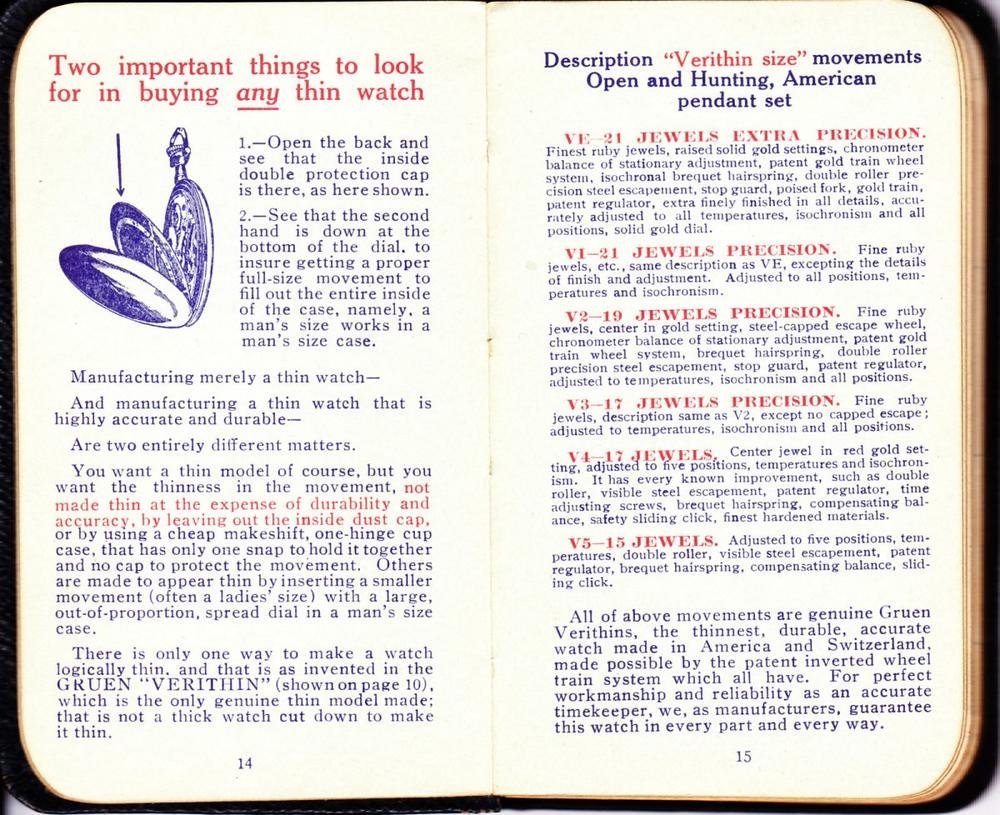 Two important things to look
for in buying any thin watch
1.—Open the back and
see that the inside
double protection cap
is there, as here shown.
2.—See that the second
hand is down at the
bottom of the dial, to
insure getting a proper
full-size movement to
fill out the entire inside
of the case, namely, a
man's size works in a
man's size case.
Manufacturing merely a thin watch—
And manufacturing a thin watch that is
highly accurate and durable—
Are two entirely different matters.
You want a thin model of course, but you
want the thinness in the movement, not
made thin at the expense of durability and
accuracy, by leaving out the inside dust cap,
or by using a cheap makeshift, one-hinge cup
case, that has only one snap to hold it together
and no cap to protect the movement. Others
are made to appear thin by inserting a smaller
movement (often a ladies' size) with a large,
out-of-proportion, spread dial in a man's size
case.
There is only one way to make a watch
logically thin, and that is as invented in the
GRUEN "VERITHIN" (shown on page 10),
which is the only genuine thin model made;
that is not a thick watch cut down to make
it thin.
14
Description "Verithin size" movements
Open and Hunting, American
pendant set
VE—21 JEWELS EXTRA PRECISION.
Finest ruby jewels, raised solid gold settings, chronometer
balance of stationary adjustment, patent gold train wheel
system, isochronal brequet hairspring, double roller pre-
cision steel escapement, stop guard, poised fork, gold train,
patent regulator, extra finely finished in all details, accu-
rately adjusted to all temperatures, isochronism and all
positions, solid gold dial.
V1—21 JEWELS PRECISION. Fine ruby
jewels, etc., same description as VE, excepting the details
of finish and adjustment. Adjusted to all positions, tem-
peratures and isochronism.
V2—19 JEWELS PRECISION. Fine ruby
jewels, center in gold setting, steel-capped escape wheel,
chronometer balance of stationary adjustment, patent gold
train wheel system, brequet hairspring, double roller
precision steel escapement, stop guard, patent regulator,
adjusted to temperatures, isochronism and all positions.
V3—17 JEWELS PRECISION. Fine ruby
jewels, description same as V2, except no capped escape;
adjusted to temperatures, isochronism and all positions.
V4—17 JEWELS. Center jewel in red gold set-
ting, adjusted to five positions, temperatures and isochron-
ism. It has every known improvement, such as double
roller, visible steel escapement, patent regulator, time
adjusting screws, brequet hairspring, compensating bal-
ance, safety sliding click, finest hardened materials.
V5—15 JEWELS. Adjusted to five positions, tem-
peratures, double roller, visible steel escapement, patent
regulator, brequet hairspring, compensating balance, slid-
ing click.
All of above movements are genuine Gruen
Verithins, the thinnest, durable, accurate
watch made in America and Switzerland,
made possible by the patent inverted wheel
train system which all have. For perfect
workmanship and reliability as an accurate
timekeeper, we, as manufacturers, guarantee
this watch in every part and every way.
15